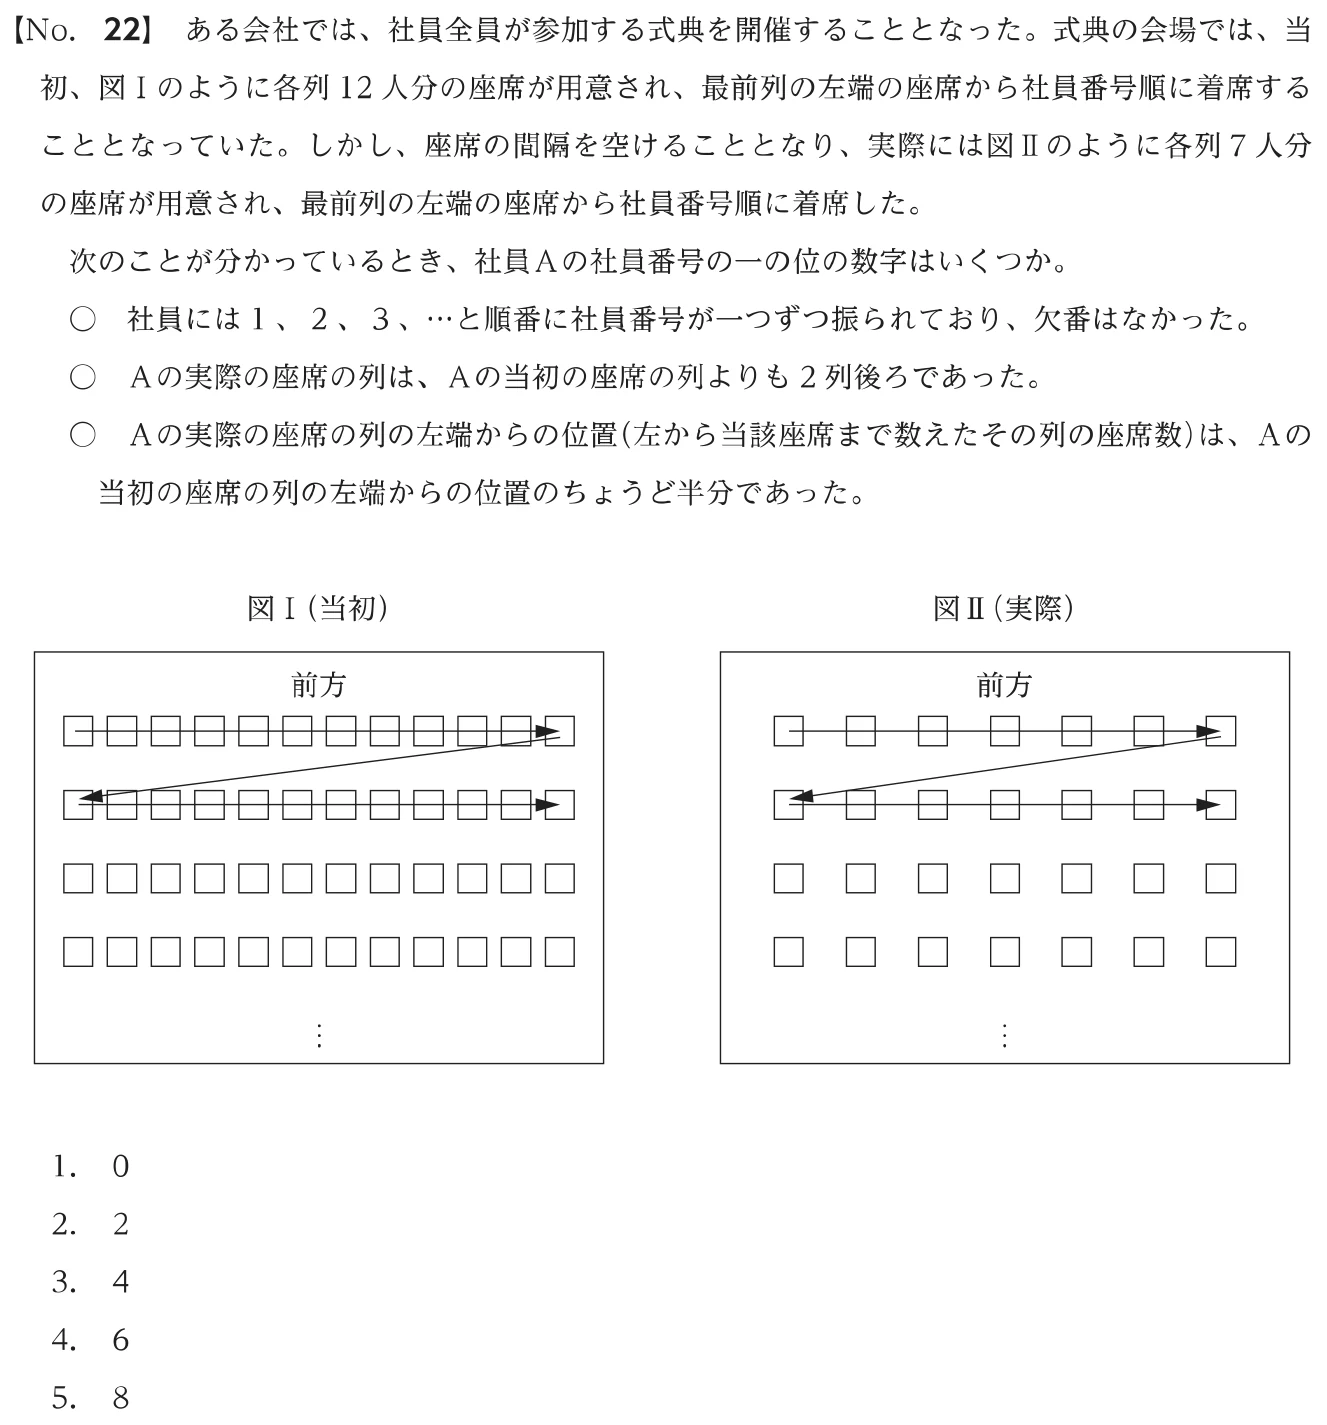 【No. 22】 ある会社では、社員全員が参加する式典を開催することとなった。式典の会場では、当
初、図Ⅰのように各列 12 人分の座席が用意され、最前列の左端の座席から社員番号順に着席する
こととなっていた。しかし、座席の間隔を空けることとなり、実際には図Ⅱのように各列 7 人分
の座席が用意され、最前列の左端の座席から社員番号順に着席した。
次のことが分かっているとき、社員Aの社員番号の一の位の数字はいくつか。
○ 社員には 1 、 2 、 3 、…と順番に社員番号が一つずつ振られており、欠番はなかった。
○ Aの実際の座席の列は、Aの当初の座席の列よりも 2 列後ろであった。
○ Aの実際の座席の列の左端からの位置(左から当該座席まで数えたその列の座席数)は、Aの
当初の座席の列の左端からの位置のちょうど半分であった。
図Ⅰ(当初) 図Ⅱ(実際)
前方 前方
⋮ ⋮
1. 0
2. 2
3. 4
4. 6
5. 8